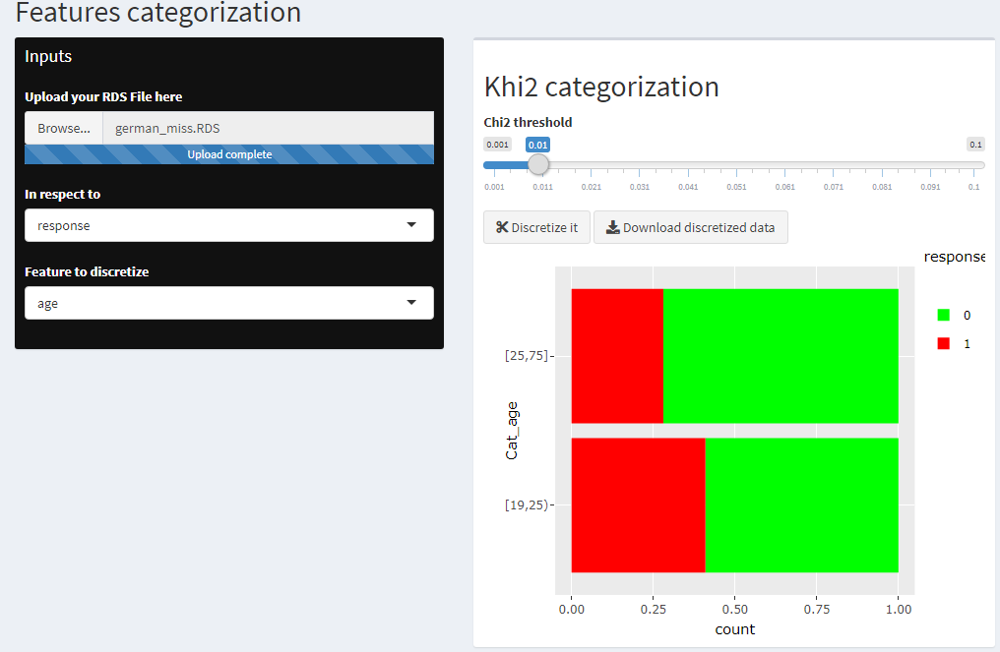 Features categorization
Inputs
Upload your RDS File here
Browse... german_miss.RDS
Upload complete
In respect to
response
Feature to discretize
age
Khi2 categorization
Chi2 threshold
0.001 0.01 0.1
0.001 0.011 0.021 0.031 0.041 0.051 0.061 0.071 0.081 0.091 0.1
Discretize it Download discretized data
response
0
1
[25,75]
Cat_age
[19,25)
0.00 0.25 0.50 0.75 1.00
count